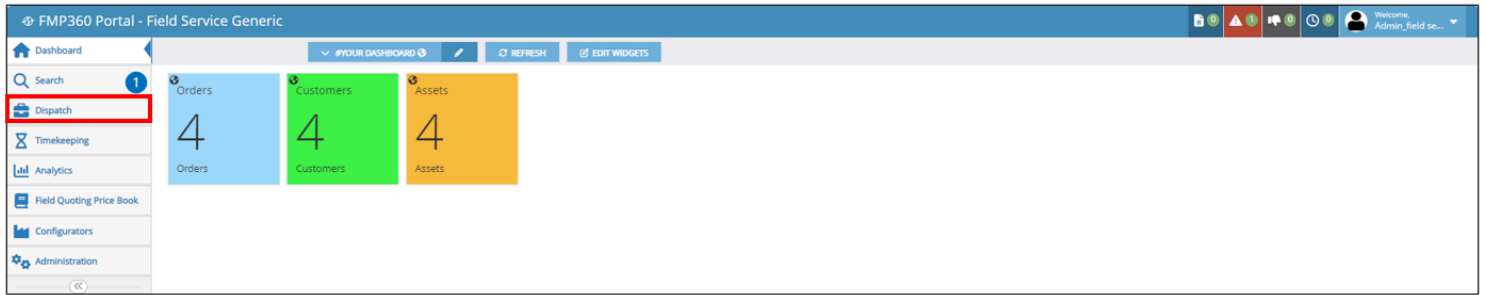 FMP360 Portal - Field Service Generic
0
1
0
0
Welcome,
Admin_field se...
Dashboard
#YOUR DASHBOARD
REFRESH
EDIT WIDGETS
Search
1
Dispatch
Timekeeping
Analytics
Field Quoting Price Book
Configurators
Administration
Orders
4
Orders
Customers
4
Customers
Assets
4
Assets